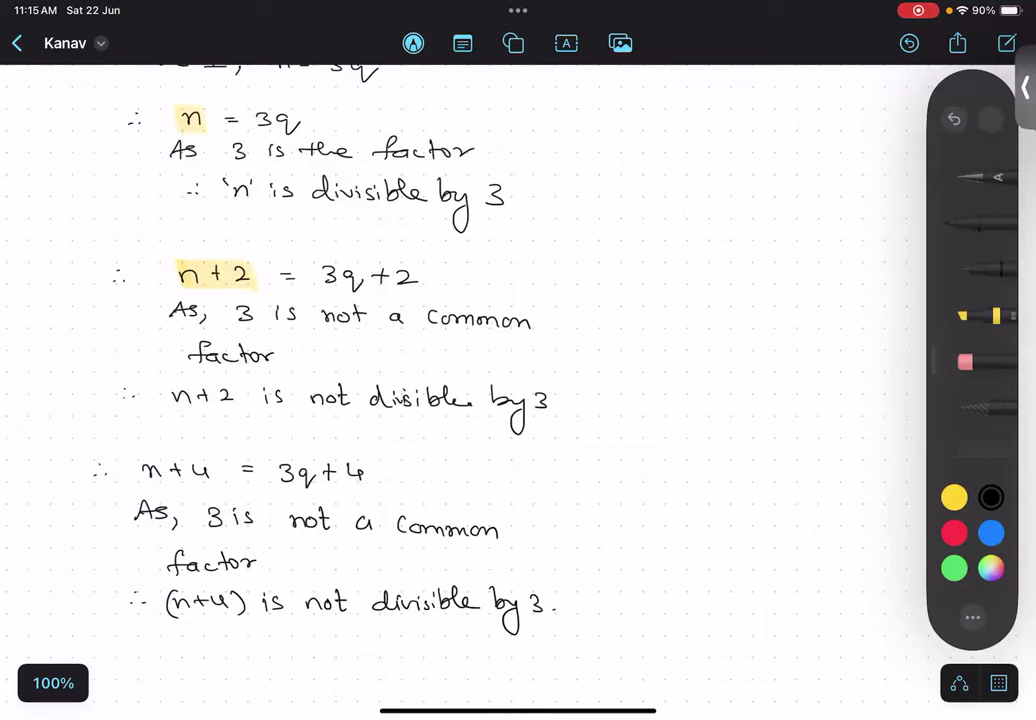 11:15 AM Sat 22 Jun
90%
Kanav
A
∴ n = 3q
As 3 is the factor
∴ 'n' is divisible by 3
∴ n + 2 = 3q + 2
As, 3 is not a common
factor
∴ n+2 is not divisible by 3
∴ n+4 = 3q+4
As, 3 is not a common
factor
∴ (n+4) is not divisible by 3.
100%